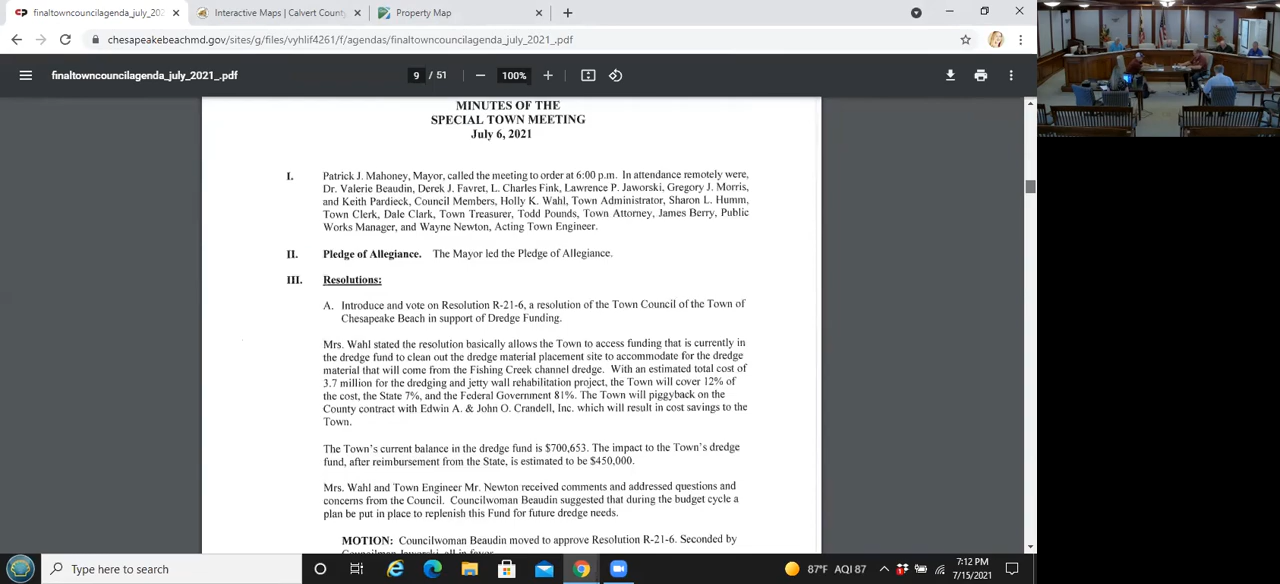 finaltowncouncilagenda_july_202
Interactive Maps | Calvert County
Property Map
chesapeakebeachmd.gov/sites/g/files/vyhlif4261/f/agendas/finaltowncouncilagenda_july_2021_.pdf
finaltowncouncilagenda_july_2021_.pdf
9 / 51
100%
MINUTES OF THE
SPECIAL TOWN MEETING
July 6, 2021
I. Patrick J. Mahoney, Mayor, called the meeting to order at 6:00 p.m. In attendance remotely were,
Dr. Valerie Beaudin, Derek J. Favret, L. Charles Fink, Lawrence P. Jaworski, Gregory J. Morris,
and Keith Pardieck, Council Members, Holly K. Wahl, Town Administrator, Sharon L. Humm,
Town Clerk, Dale Clark, Town Treasurer, Todd Pounds, Town Attorney, James Berry, Public
Works Manager, and Wayne Newton, Acting Town Engineer.
II. Pledge of Allegiance. The Mayor led the Pledge of Allegiance.
III. Resolutions:
A. Introduce and vote on Resolution R-21-6, a resolution of the Town Council of the Town of
Chesapeake Beach in support of Dredge Funding.
Mrs. Wahl stated the resolution basically allows the Town to access funding that is currently in
the dredge fund to clean out the dredge material placement site to accommodate for the dredge
material that will come from the Fishing Creek channel dredge. With an estimated total cost of
3.7 million for the dredging and jetty wall rehabilitation project, the Town will cover 12% of
the cost, the State 7%, and the Federal Government 81%. The Town will piggyback on the
County contract with Edwin A. & John O. Crandell, Inc. which will result in cost savings to the
Town.
The Town's current balance in the dredge fund is $700,653. The impact to the Town's dredge
fund, after reimbursement from the State, is estimated to be $450,000.
Mrs. Wahl and Town Engineer Mr. Newton received comments and addressed questions and
concerns from the Council. Councilwoman Beaudin suggested that during the budget cycle a
plan be put in place to replenish this Fund for future dredge needs.
MOTION: Councilwoman Beaudin moved to approve Resolution R-21-6. Seconded by
Councilman Jaworski, all in favor.
Type here to search
87°F AQI 87
7:12 PM
7/15/2021